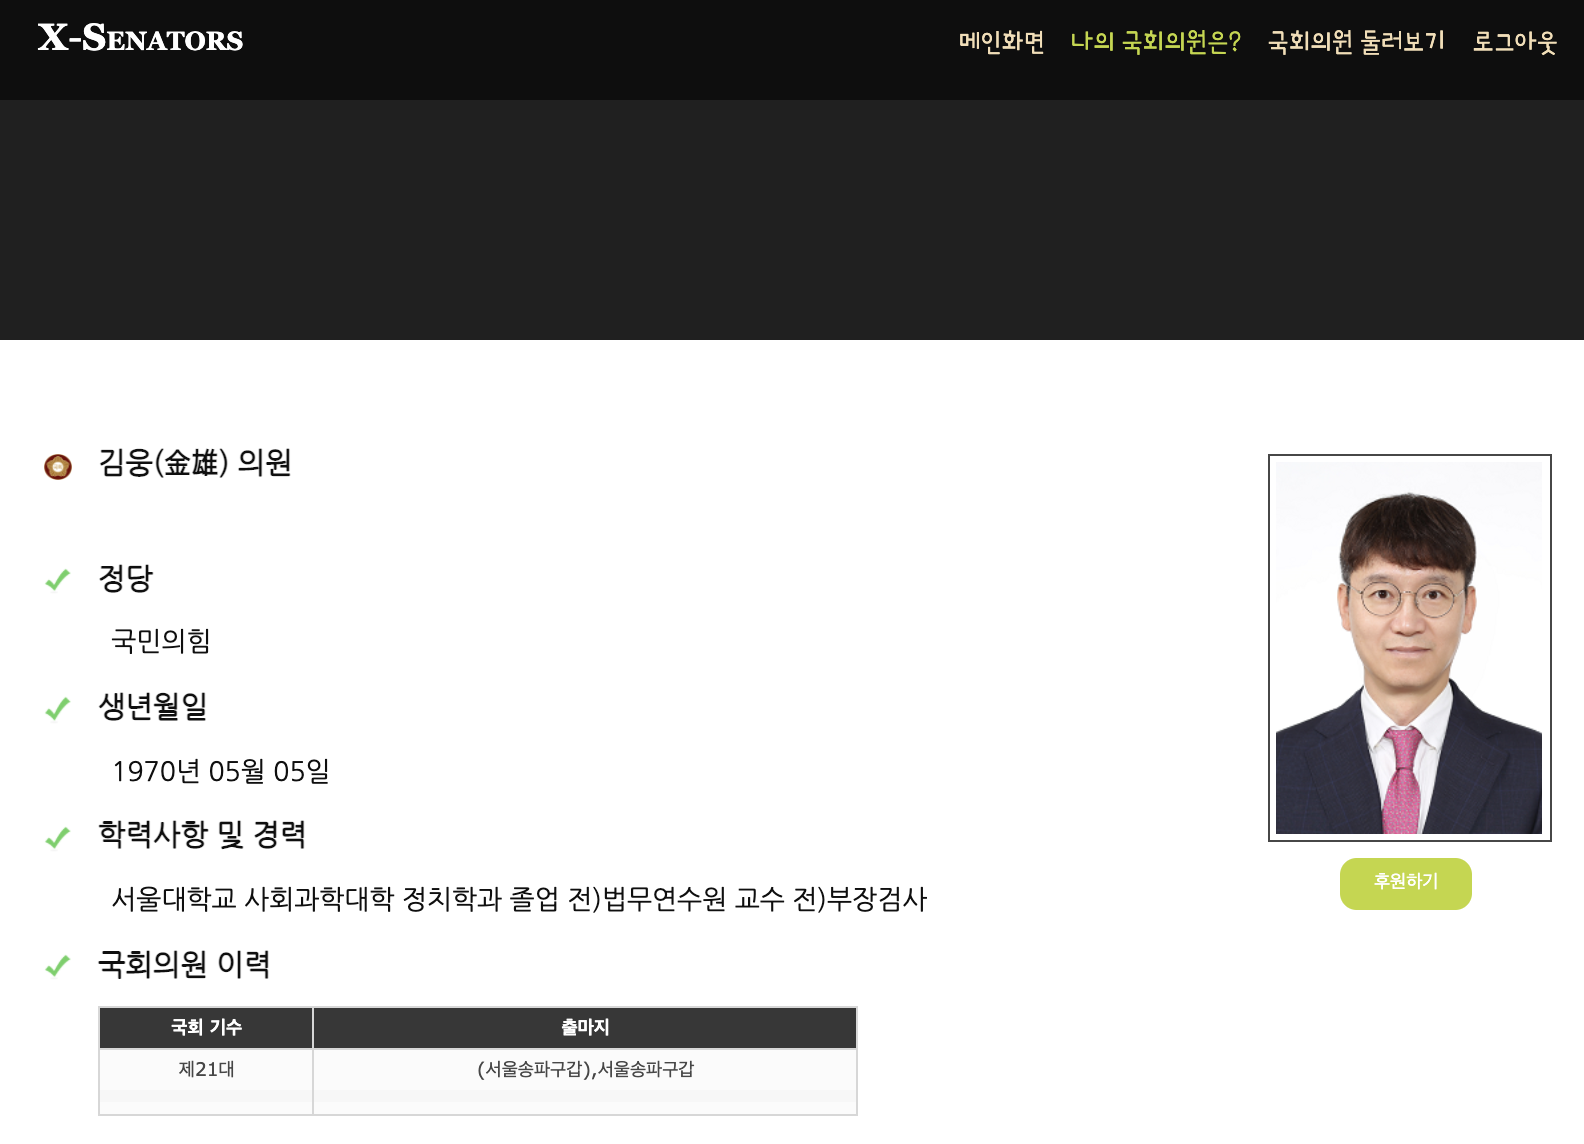 X-SENATORS
메인화면 나의 국회의원은? 국회의원 둘러보기 로그아웃
김웅(金雄) 의원
정당
국민의힘
생년월일
1970년 05월 05일
학력사항 및 경력
서울대학교 사회과학대학 정치학과 졸업 전)법무연수원 교수 전)부장검사
후원하기
국회의원 이력
국회 기수 출마지
제21대 (서울송파구갑),서울송파구갑